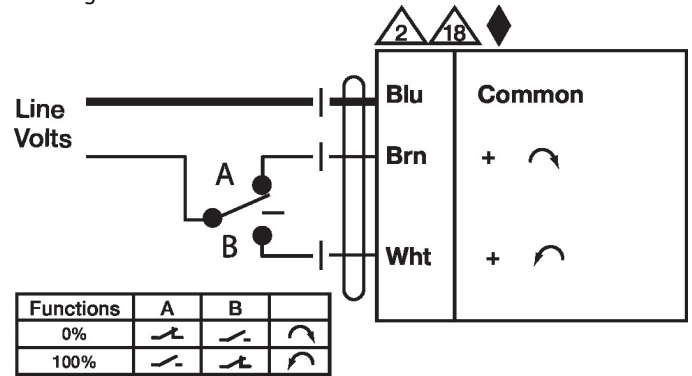 2 18
Line
Volts
Blu Common
A
Brn +
B
Wht +
Functions A B
0%
100%